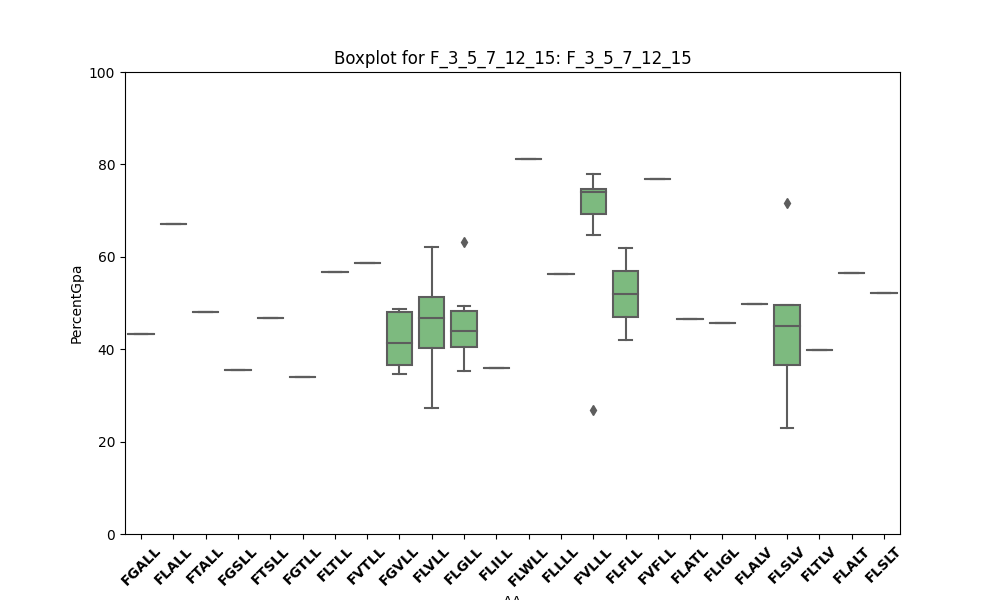 Boxplot for F_3_5_7_12_15: F_3_5_7_12_15
100
80
60
40
20
0
PercentGpa
FGALL FLALL FTALL FGSLL FTSLL FGTLL FLTLL FVTLL FGVLL FLVLL FLGLL FLILL FLWLL FLLLL FVLLL FLFLL FVFLL FLATL FLIGL FLALV FLSLV FLTLV FLALT FLSLT
AA